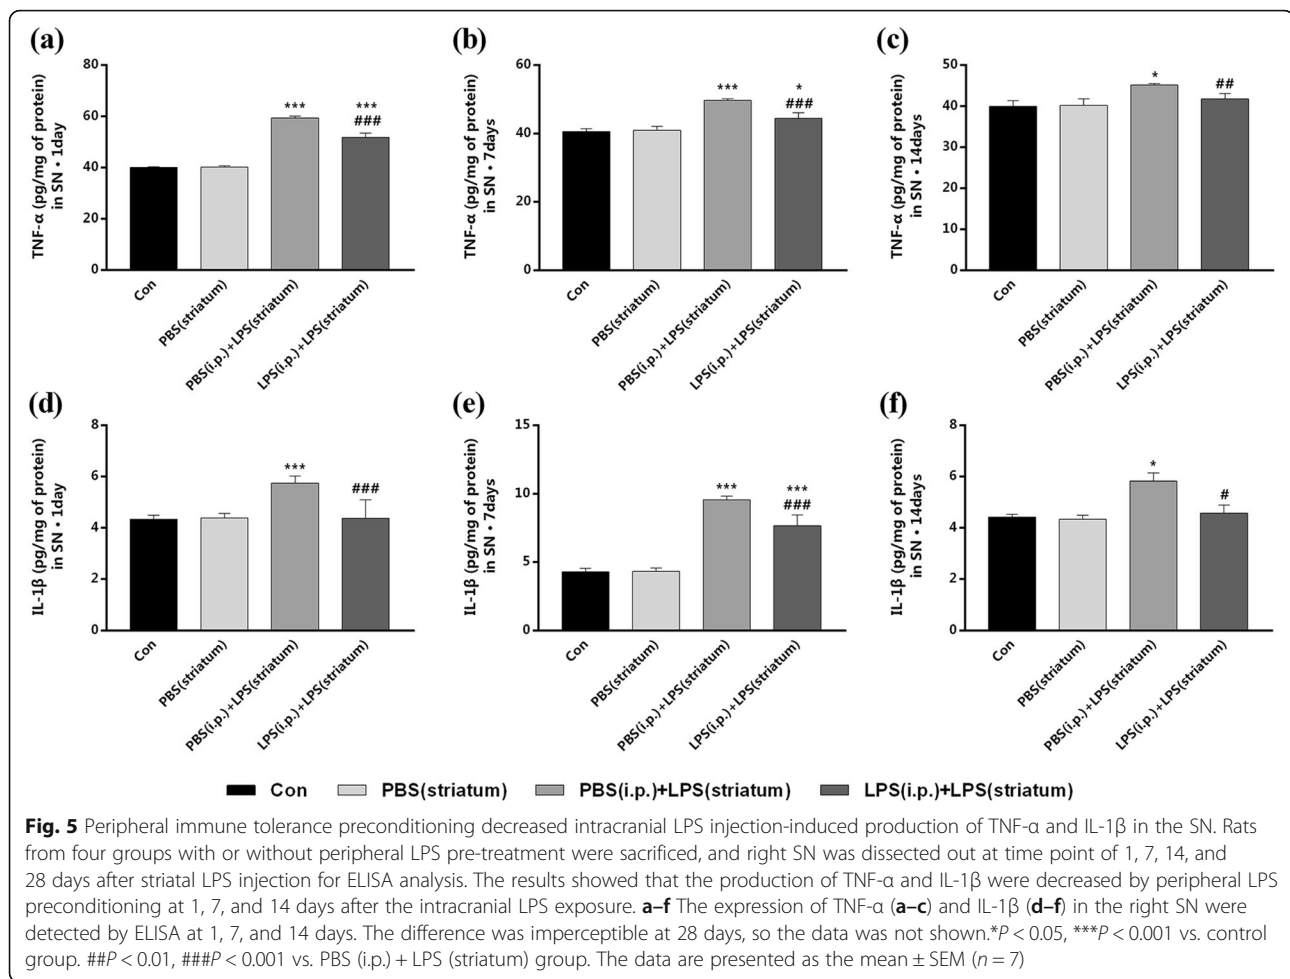 (a)
TNF-α (pg/mg of protein)
in SN • 1day
80
60
40
20
0
***
***
###
Con
PBS(striatum)
PBS(i.p.)+LPS(striatum)
LPS(i.p.)+LPS(striatum)
(b)
TNF-α (pg/mg of protein)
in SN • 7days
60
40
20
0
***
*
###
Con
PBS(striatum)
PBS(i.p.)+LPS(striatum)
LPS(i.p.)+LPS(striatum)
(c)
TNF-α (pg/mg of protein)
in SN • 14days
50
40
30
20
10
0
*
##
Con
PBS(striatum)
PBS(i.p.)+LPS(striatum)
LPS(i.p.)+LPS(striatum)
(d)
IL-1β (pg/mg of protein)
in SN • 1day
8
6
4
2
0
***
###
Con
PBS(striatum)
PBS(i.p.)+LPS(striatum)
LPS(i.p.)+LPS(striatum)
(e)
IL-1β (pg/mg of protein)
in SN • 7days
15
10
5
0
***
***
###
Con
PBS(striatum)
PBS(i.p.)+LPS(striatum)
LPS(i.p.)+LPS(striatum)
(f)
IL-1β (pg/mg of protein)
in SN • 14days
8
6
4
2
0
*
#
Con
PBS(striatum)
PBS(i.p.)+LPS(striatum)
LPS(i.p.)+LPS(striatum)
Con PBS(striatum) PBS(i.p.)+LPS(striatum) LPS(i.p.)+LPS(striatum)
Fig. 5 Peripheral immune tolerance preconditioning decreased intracranial LPS injection-induced production of TNF-α and IL-1β in the SN. Rats
from four groups with or without peripheral LPS pre-treatment were sacrificed, and right SN was dissected out at time point of 1, 7, 14, and
28 days after striatal LPS injection for ELISA analysis. The results showed that the production of TNF-α and IL-1β were decreased by peripheral LPS
preconditioning at 1, 7, and 14 days after the intracranial LPS exposure. a–f The expression of TNF-α (a–c) and IL-1β (d–f) in the right SN were
detected by ELISA at 1, 7, and 14 days. The difference was imperceptible at 28 days, so the data was not shown.*P < 0.05, ***P < 0.001 vs. control
group. ##P < 0.01, ###P < 0.001 vs. PBS (i.p.) + LPS (striatum) group. The data are presented as the mean ± SEM (n = 7)